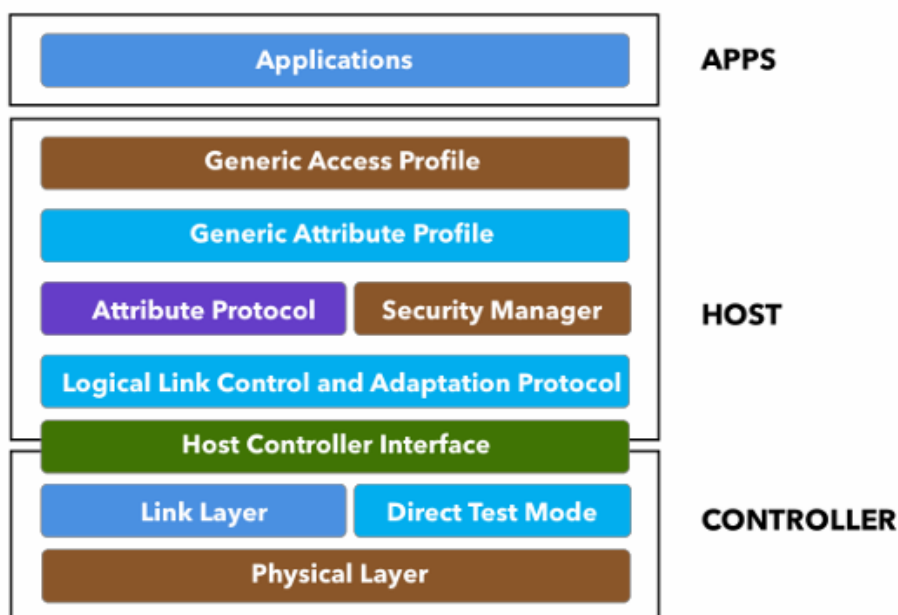 Applications
APPS
Generic Access Profile
Generic Attribute Profile
Attribute Protocol
Security Manager
HOST
Logical Link Control and Adaptation Protocol
Host Controller Interface
Link Layer
Direct Test Mode
CONTROLLER
Physical Layer